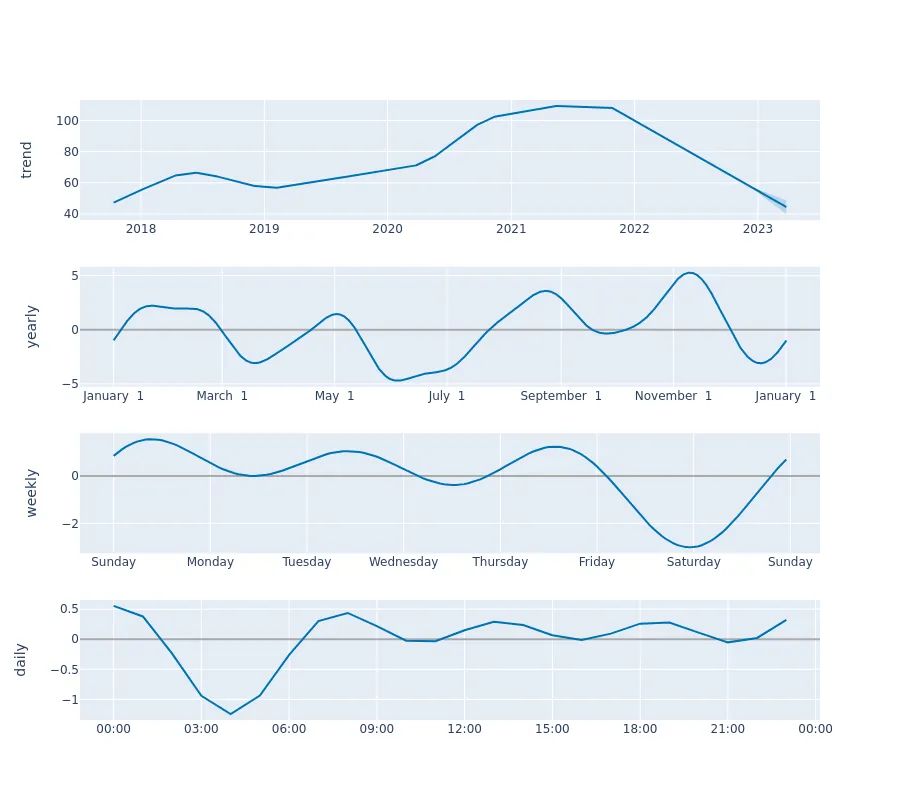 trend
100
80
60
40
2018 2019 2020 2021 2022 2023
yearly
5
0
−5
January 1 March 1 May 1 July 1 September 1 November 1 January 1
weekly
0
−2
Sunday Monday Tuesday Wednesday Thursday Friday Saturday Sunday
daily
0.5
0
−0.5
−1
00:00 03:00 06:00 09:00 12:00 15:00 18:00 21:00 00:00